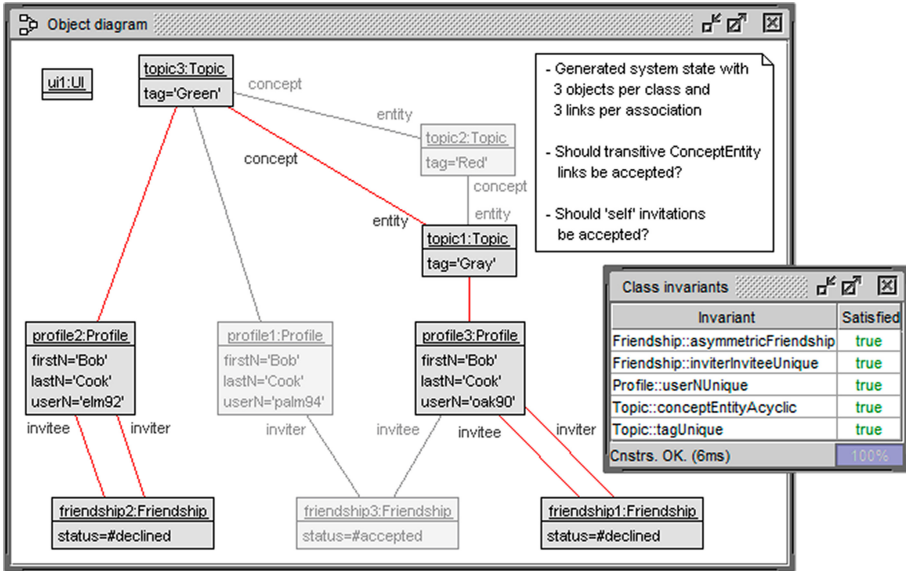 Object diagram
ui1:UI
topic3:Topic
tag='Green'
concept
entity
topic2:Topic
tag='Red'
concept
entity
concept
entity
topic1:Topic
tag='Gray'
- Generated system state with
3 objects per class and
3 links per association
- Should transitive ConceptEntity
links be accepted?
- Should 'self' invitations
be accepted?
profile2:Profile
firstN='Bob'
lastN='Cook'
userN='elm92'
profile1:Profile
firstN='Bob'
lastN='Cook'
userN='palm94'
profile3:Profile
firstN='Bob'
lastN='Cook'
userN='oak90'
invitee
inviter
inviter
invitee
invitee
inviter
friendship2:Friendship
status=#declined
friendship3:Friendship
status=#accepted
friendship1:Friendship
status=#declined
Class invariants
Invariant Satisfied
Friendship::asymmetricFriendship true
Friendship::inviterInviteeUnique true
Profile::userNUnique true
Topic::conceptEntityAcyclic true
Topic::tagUnique true
Cnstrs. OK. (6ms) 100%